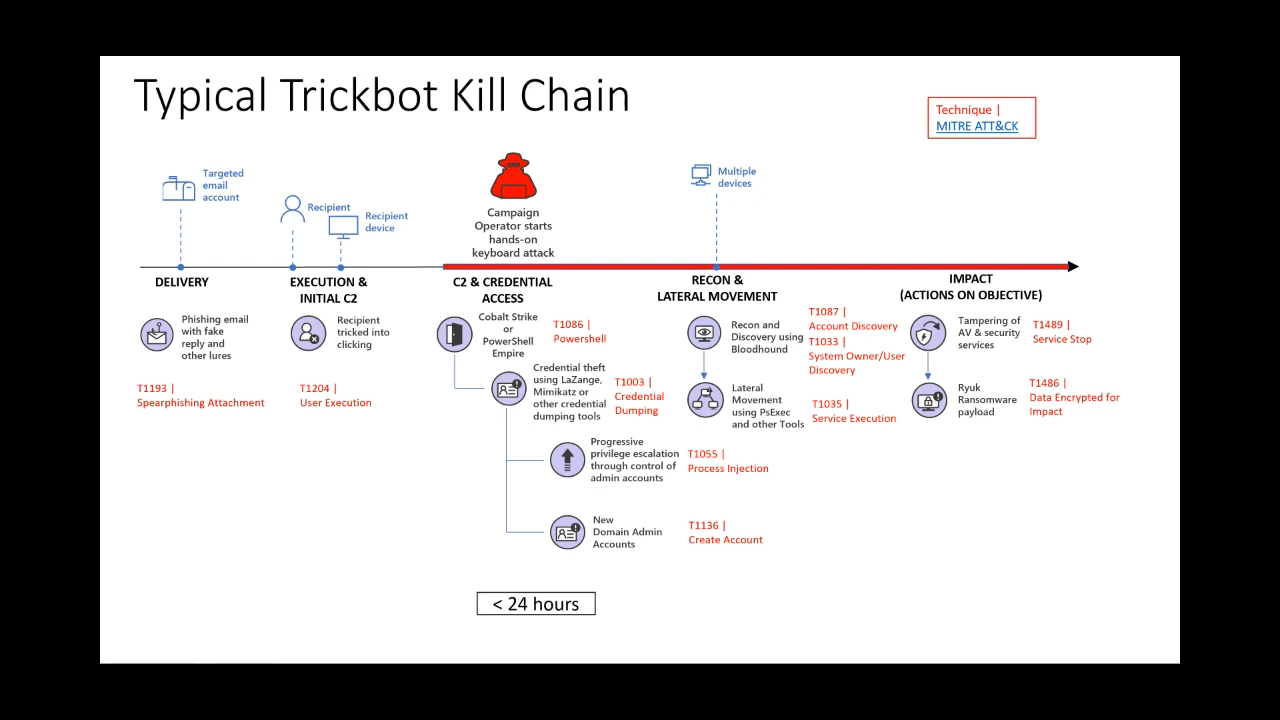 Typical Trickbot Kill Chain
Technique |
MITRE ATT&CK
Targeted
email
account
Recipient
Recipient
device
Campaign
Operator starts
hands-on
keyboard attack
Multiple
devices
DELIVERY
Phishing email
with fake
reply and
other lures
T1193 |
Spearphishing Attachment
EXECUTION &
INITIAL C2
Recipient
tricked into
clicking
T1204 |
User Execution
C2 & CREDENTIAL
ACCESS
Cobalt Strike
or
PowerShell
Empire
T1086 |
Powershell
Credential theft
using LaZange,
Mimikatz or
other credential
dumping tools
T1003 |
Credential
Dumping
Progressive
privilege escalation
through control of
admin accounts
T1055 |
Process Injection
New
Domain Admin
Accounts
T1136 |
Create Account
RECON &
LATERAL MOVEMENT
Recon and
Discovery using
Bloodhound
T1087 |
Account Discovery
T1033 |
System Owner/User
Discovery
Lateral
Movement
using PsExec
and other Tools
T1035 |
Service Execution
IMPACT
(ACTIONS ON OBJECTIVE)
Tampering of
AV & security
services
T1489 |
Service Stop
Ryuk
Ransomware
payload
T1486 |
Data Encrypted for
Impact
< 24 hours